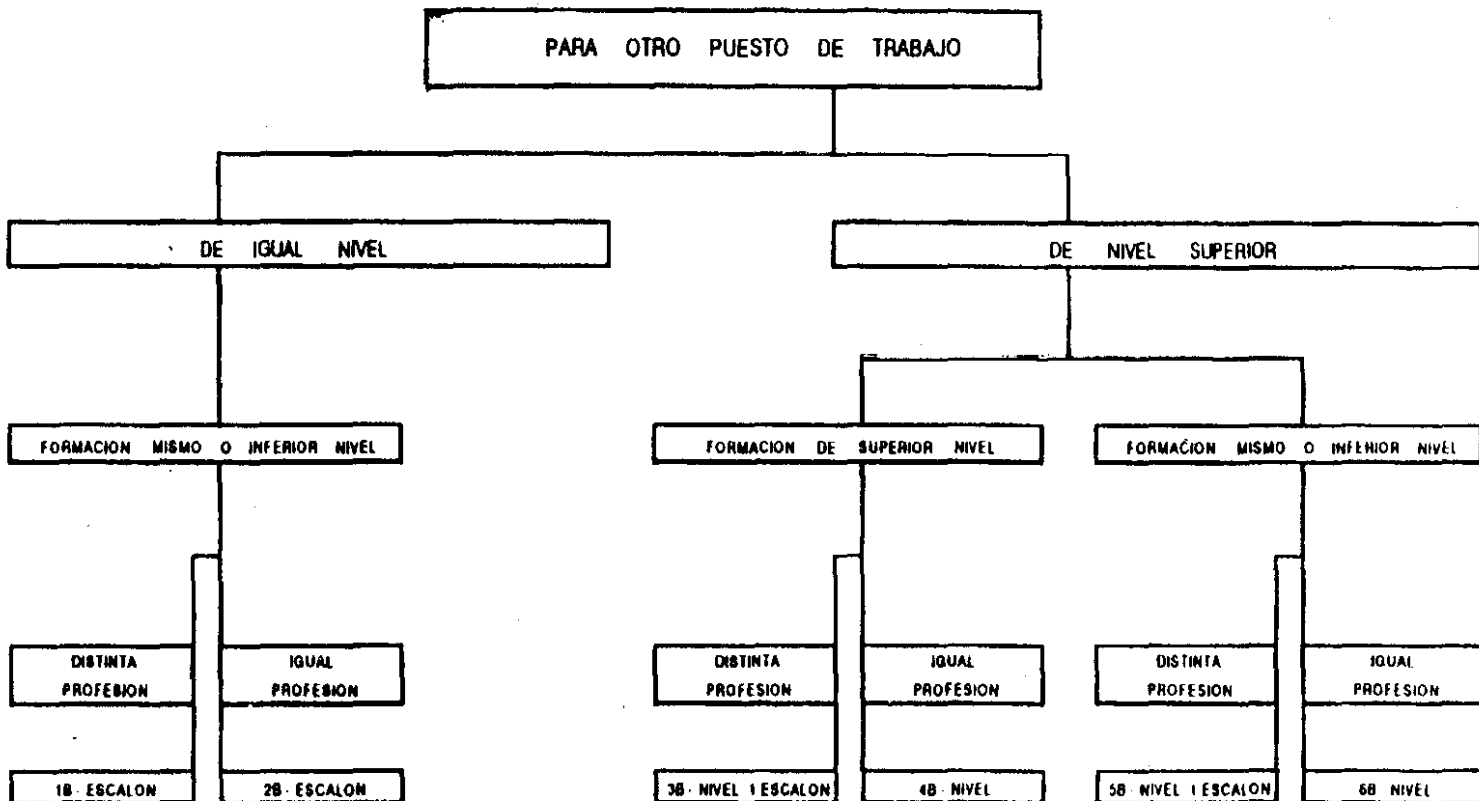 PARA OTRO PUESTO DE TRABAJO
DE IGUAL NIVEL
DE NIVEL SUPERIOR
FORMACION MISMO O INFERIOR NIVEL
FORMACION DE SUPERIOR NIVEL
FORMACION MISMO O INFERIOR NIVEL
DISTINTA
PROFESION
IGUAL
PROFESION
DISTINTA
PROFESION
IGUAL
PROFESION
DISTINTA
PROFESION
IGUAL
PROFESION
1B - ESCALON
2B - ESCALON
3B - NIVEL 1 ESCALON
4B - NIVEL
5B - NIVEL 1 ESCALON
6B NIVEL